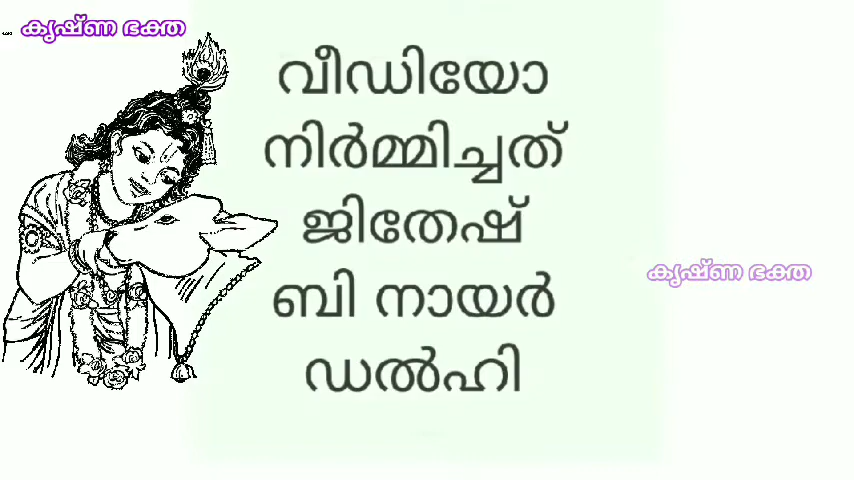 കൃഷ്ണ ഭക്ത
വീഡിയോ
നിർമ്മിച്ചത്
ജിതേഷ്
ബി നായർ
ഡൽഹി
കൃഷ്ണ ഭക്ത